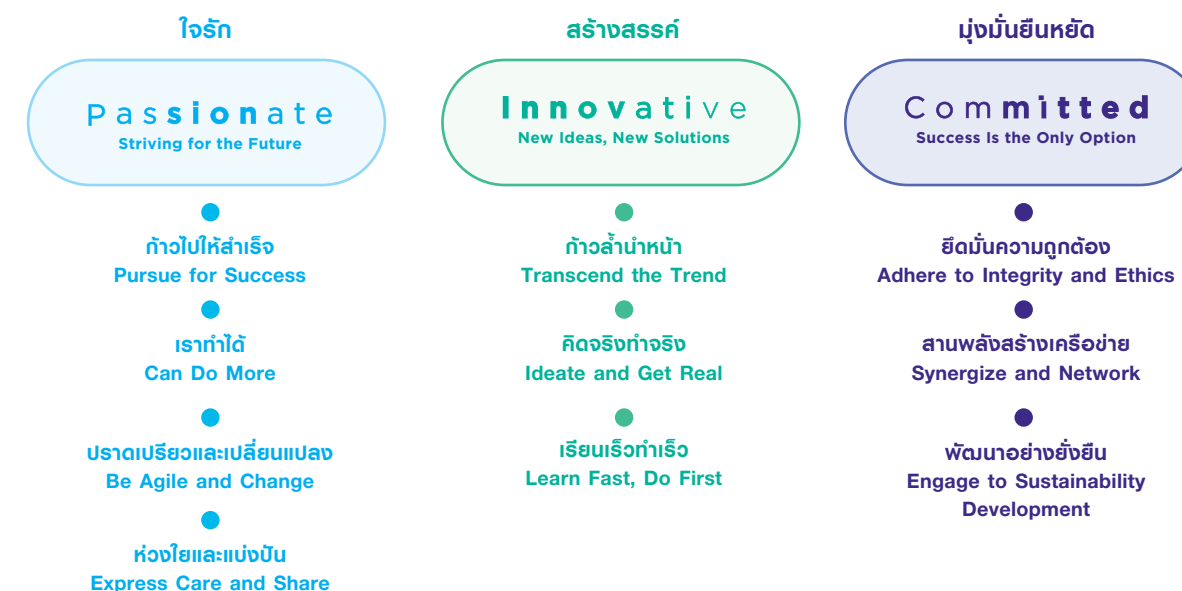 ใจรัก
Passionate
Striving for the Future
ก้าวไปให้สำเร็จ
Pursue for Success
เราทำได้
Can Do More
ปราดเปรียวและเปลี่ยนแปลง
Be Agile and Change
ห่วงใยและแบ่งปัน
Express Care and Share
สร้างสรรค์
Innovative
New Ideas, New Solutions
ก้าวล้ำนำหน้า
Transcend the Trend
คิดจริงทำจริง
Ideate and Get Real
เรียนเร็วทำเร็ว
Learn Fast, Do First
มุ่งมั่นยืนหยัด
Committed
Success Is the Only Option
ยึดมั่นความถูกต้อง
Adhere to Integrity and Ethics
สานพลังสร้างเครือข่าย
Synergize and Network
พัฒนาอย่างยั่งยืน
Engage to Sustainability
Development